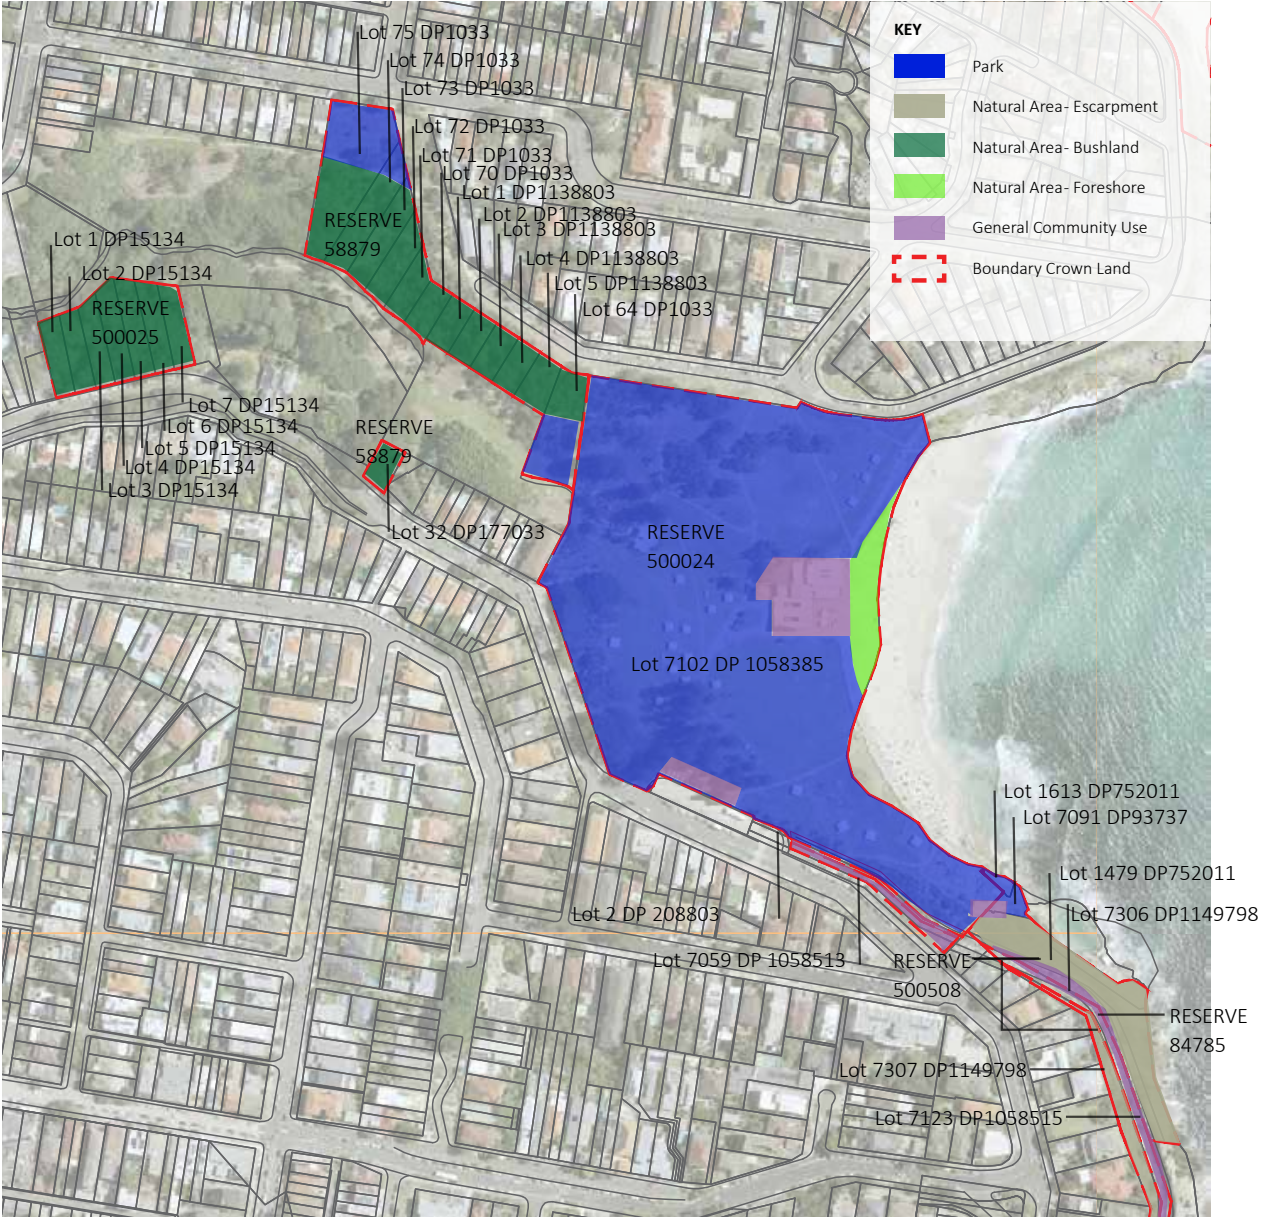 Lot 75 DP1033
Lot 74 DP1033
Lot 73 DP1033
Lot 72 DP1033
Lot 71 DP1033
Lot 70 DP1033
Lot 1 DP1138803
Lot 2 DP1138803
Lot 3 DP1138803
Lot 4 DP1138803
Lot 5 DP1138803
Lot 64 DP1033
KEY
Park
Natural Area- Escarpment
Natural Area- Bushland
Natural Area- Foreshore
General Community Use
Boundary Crown Land
RESERVE
58879
Lot 1 DP15134
Lot 2 DP15134
RESERVE
500025
Lot 7 DP15134
Lot 6 DP15134
Lot 5 DP15134
Lot 4 DP15134
Lot 3 DP15134
RESERVE
58879
Lot 32 DP177033
RESERVE
500024
Lot 7102 DP 1058385
Lot 1613 DP752011
Lot 7091 DP93737
Lot 1479 DP752011
Lot 7306 DP1149798
Lot 2 DP 208803
Lot 7059 DP 1058513
RESERVE
500508
RESERVE
84785
Lot 7307 DP1149798
Lot 7123 DP1058515